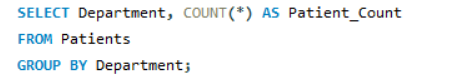 SELECT Department, COUNT(*) AS Patient_Count
FROM Patients
GROUP BY Department;